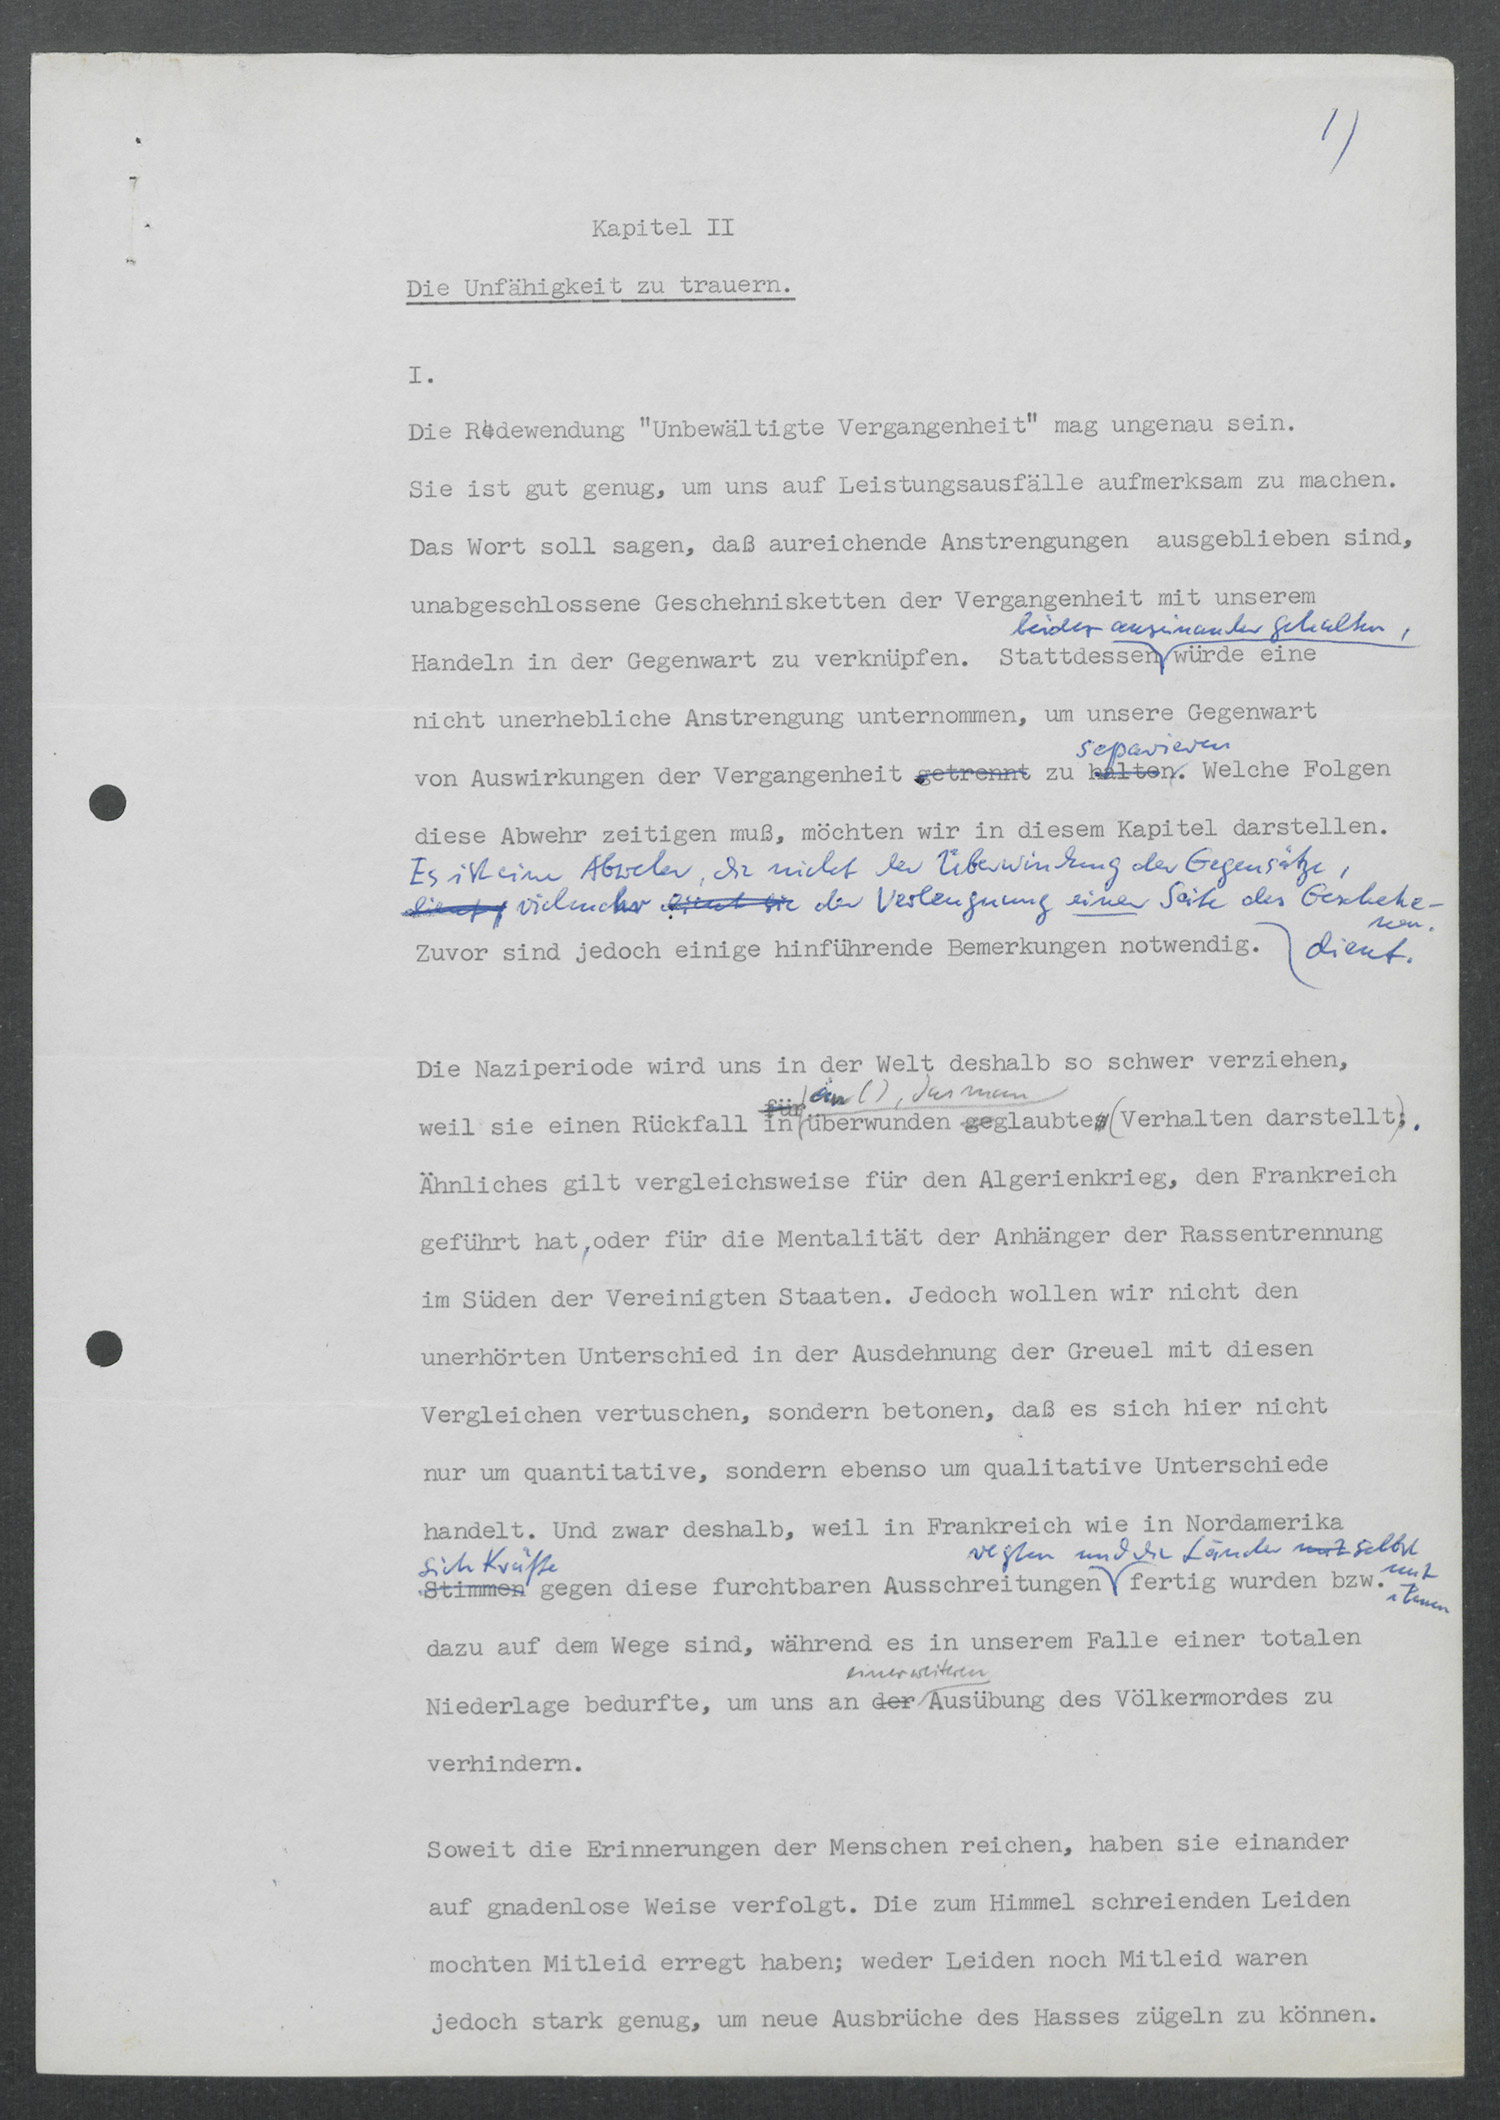 1)
Kapitel II
Die Unfähigkeit zu trauern.
I.
Die Redewendung "Unbewältigte Vergangenheit" mag ungenau sein.
Sie ist gut genug, um uns auf Leistungsausfälle aufmerksam zu machen.
Das Wort soll sagen, daß aureichende Anstrengungen ausgeblieben sind,
unabgeschlossene Geschehnisketten der Vergangenheit mit unserem
beides auseinander gehalten,
Handeln in der Gegenwart zu verknüpfen. Stattdessen würde eine
nicht unerhebliche Anstrengung unternommen, um unsere Gegenwart
separieren
von Auswirkungen der Vergangenheit getrennt zu halten. Welche Folgen
diese Abwehr zeitigen muß, möchten wir in diesem Kapitel darstellen.
Es ist eine Abwehr, die nicht der Überwindung der Gegensätze,
vielmehr dient sie der Verleugnung einer Seite des Geschehe-
nen.
Zuvor sind jedoch einige hinführende Bemerkungen notwendig. dient.
Die Naziperiode wird uns in der Welt deshalb so schwer verziehen,
für ein ( ), das man
weil sie einen Rückfall in überwunden geglaubtes Verhalten darstellt.
Ähnliches gilt vergleichsweise für den Algerienkrieg, den Frankreich
geführt hat, oder für die Mentalität der Anhänger der Rassentrennung
im Süden der Vereinigten Staaten. Jedoch wollen wir nicht den
unerhörten Unterschied in der Ausdehnung der Greuel mit diesen
Vergleichen vertuschen, sondern betonen, daß es sich hier nicht
nur um quantitative, sondern ebenso um qualitative Unterschiede
handelt. Und zwar deshalb, weil in Frankreich wie in Nordamerika
sich Kräfte regten und die Länder mit selbst
Stimmen gegen diese furchtbaren Ausschreitungen fertig wurden bzw. mit
ihnen
dazu auf dem Wege sind, während es in unserem Falle einer totalen
einer weiteren
Niederlage bedurfte, um uns an der Ausübung des Völkermordes zu
verhindern.
Soweit die Erinnerungen der Menschen reichen, haben sie einander
auf gnadenlose Weise verfolgt. Die zum Himmel schreienden Leiden
mochten Mitleid erregt haben; weder Leiden noch Mitleid waren
jedoch stark genug, um neue Ausbrüche des Hasses zügeln zu können.